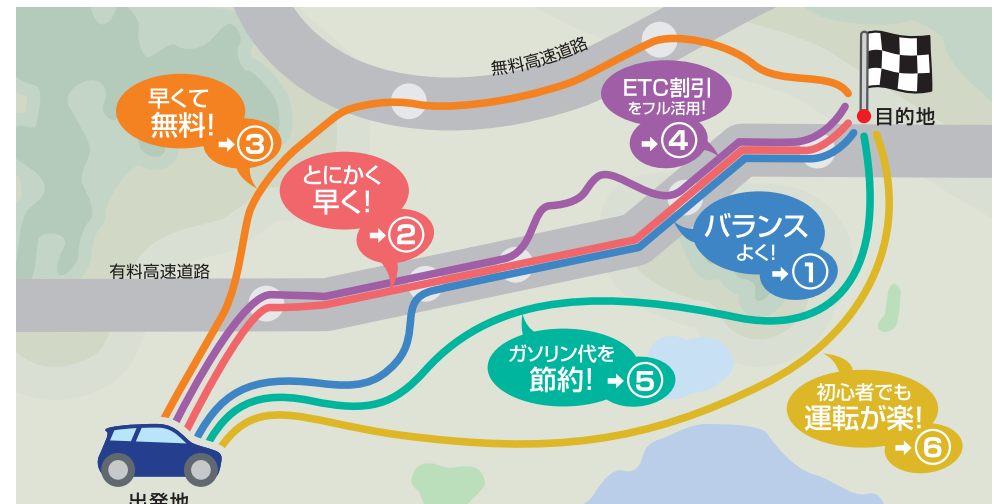 無料高速道路
ETC割引
をフル活用!
➡④
目的地
早くて
無料!
➡③
とにかく
早く!
➡②
バランス
よく!
➡①
有料高速道路
ガソリン代を
節約! ➡⑤
初心者でも
運転が楽!
➡⑥
出発地